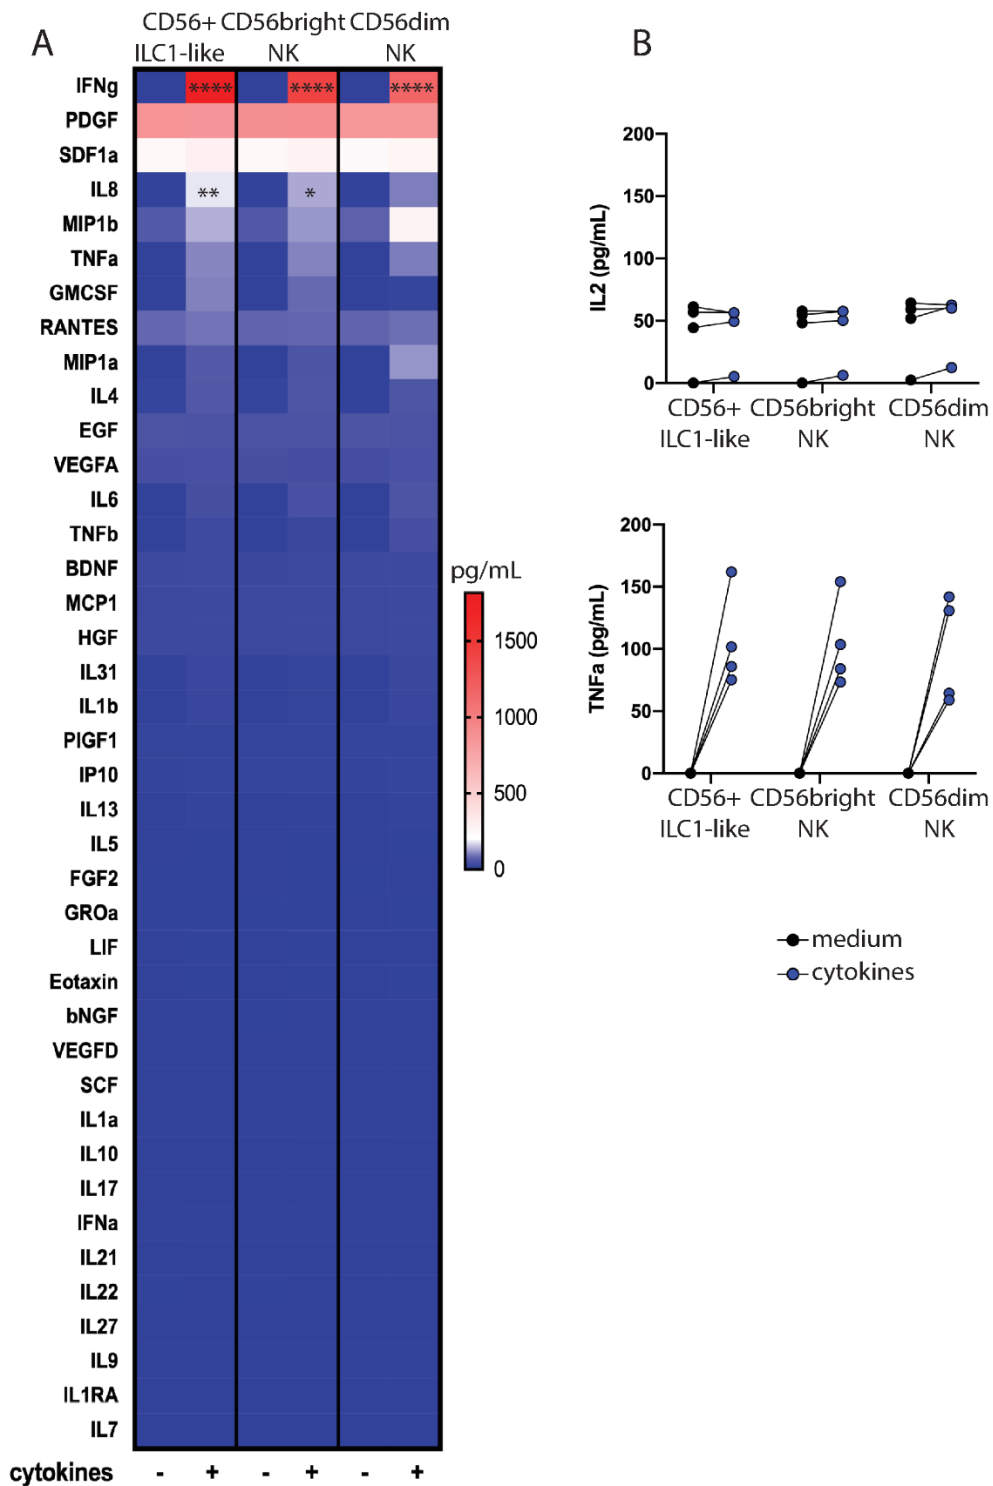 A
CD56+ CD56bright CD56dim
ILC1-like NK NK
IFNg **** **** ****
PDGF
SDF1a
IL8 ** *
MIP1b
TNFa
GMCSF
RANTES
MIP1a
IL4
EGF
VEGFA
IL6
TNFb
BDNF
MCP1
HGF
IL31
IL1b
PIGF1
IP10
IL13
IL5
FGF2
GROa
LIF
Eotaxin
bNGF
VEGFD
SCF
IL1a
IL10
IL17
IFNa
IL21
IL22
IL27
IL9
IL1RA
IL7
cytokines - + - + - +
pg/mL
1500
1000
500
0
B
IL2 (pg/mL)
200
150
100
50
0
CD56+ CD56bright CD56dim
ILC1-like NK NK
TNFa (pg/mL)
200
150
100
50
0
CD56+ CD56bright CD56dim
ILC1-like NK NK
medium
cytokines